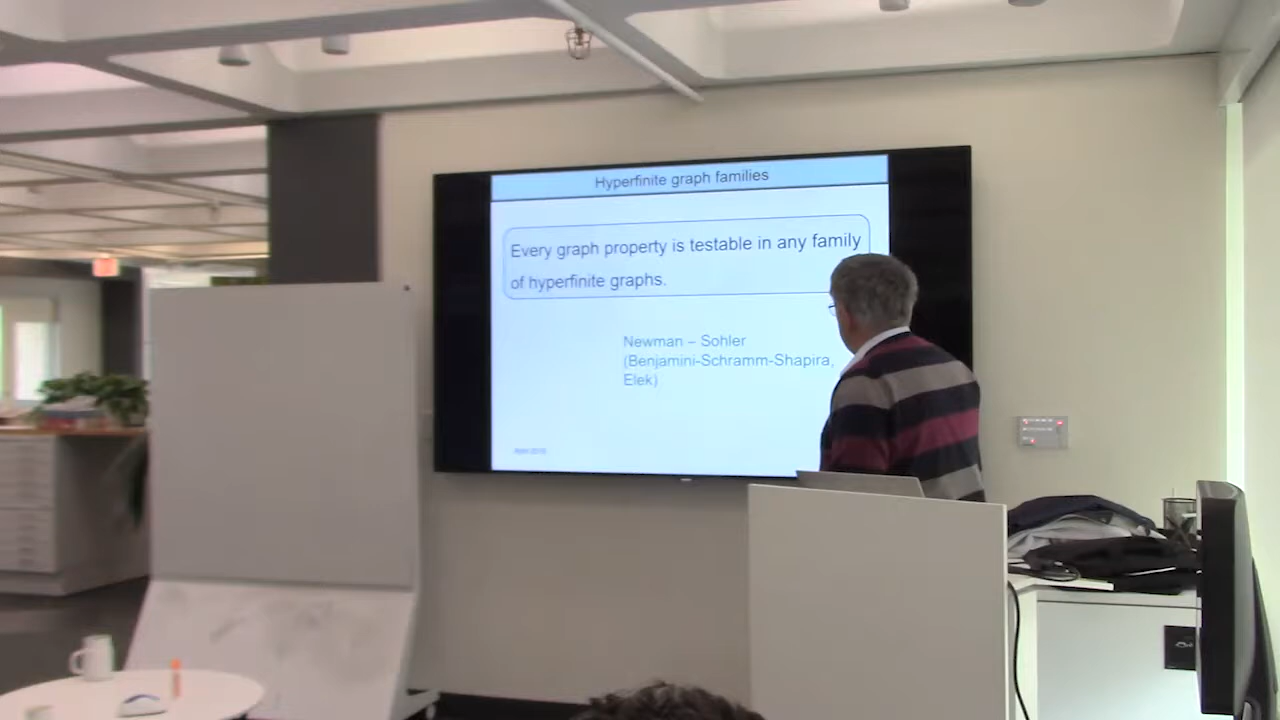 Hyperfinite graph families
Every graph property is testable in any family
of hyperfinite graphs.
Newman – Sohler
(Benjamini-Schramm-Shapira,
Elek)